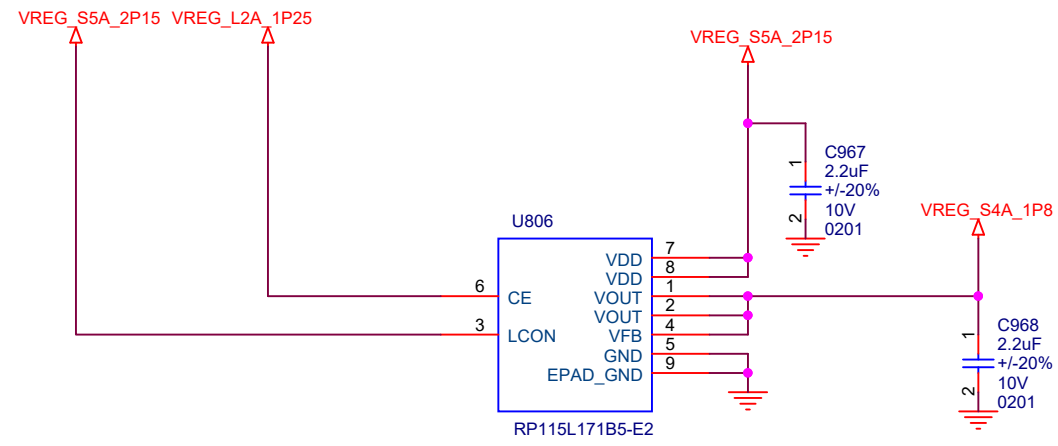 VREG_S5A_2P15 VREG_L2A_1P25
VREG_S5A_2P15
1
C967
2.2uF
+/-20%
10V
0201
2
VREG_S4A_1P8
U806
6 CE
3 LCON
VDD 7
VDD 8
VOUT 1
VOUT 2
VFB 4
GND 5
EPAD_GND 9
RP115L171B5-E2
1
C968
2.2uF
+/-20%
10V
0201
2